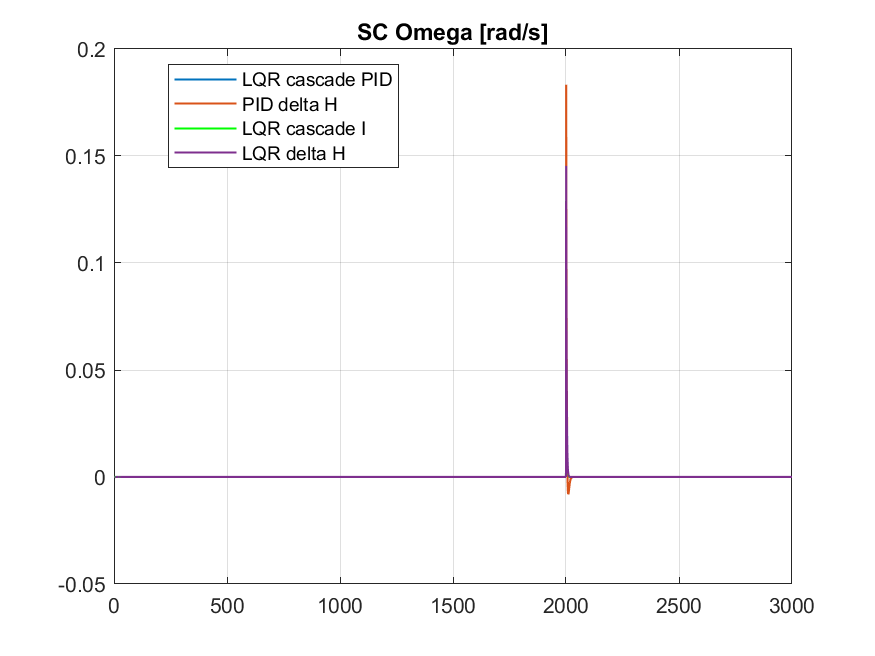 SC Omega [rad/s]
0.2
LQR cascade PID
PID delta H
LQR cascade I
LQR delta H
0.15
0.1
0.05
0
-0.05
0 500 1000 1500 2000 2500 3000